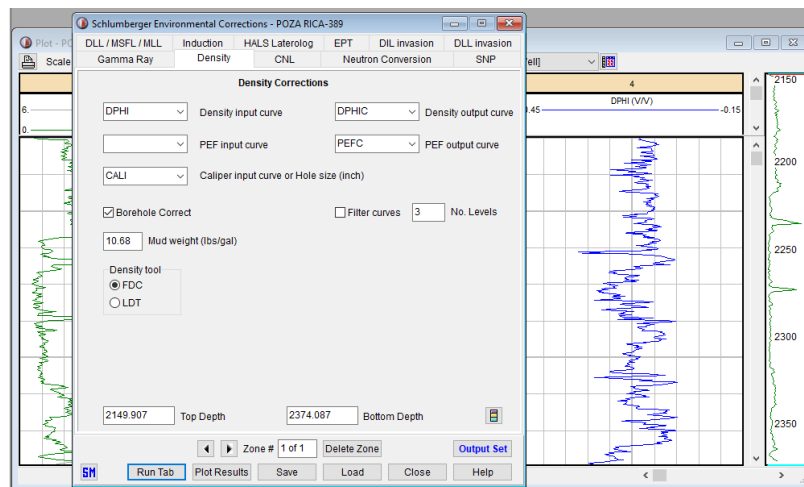 Schlumberger Environmental Corrections - POZA RICA-389
Plot - PO
Scale
DLL / MSFL / MLL Induction HALS Laterolog EPT DIL invasion DLL invasion
Gamma Ray Density CNL Neutron Conversion SNP
Density Corrections
DPHI Density input curve DPHIC Density output curve
PEF input curve PEFC PEF output curve
CALI Caliper input curve or Hole size (inch)
Borehole Correct Filter curves 3 No. Levels
10.68 Mud weight (lbs/gal)
Density tool
FDC
LDT
2149.907 Top Depth 2374.087 Bottom Depth
Zone # 1 of 1 Delete Zone Output Set
SM Run Tab Plot Results Save Load Close Help
6.
0.
4
DPHI (V/V)
.45 -0.15
2150
2200
2250
2300
2350